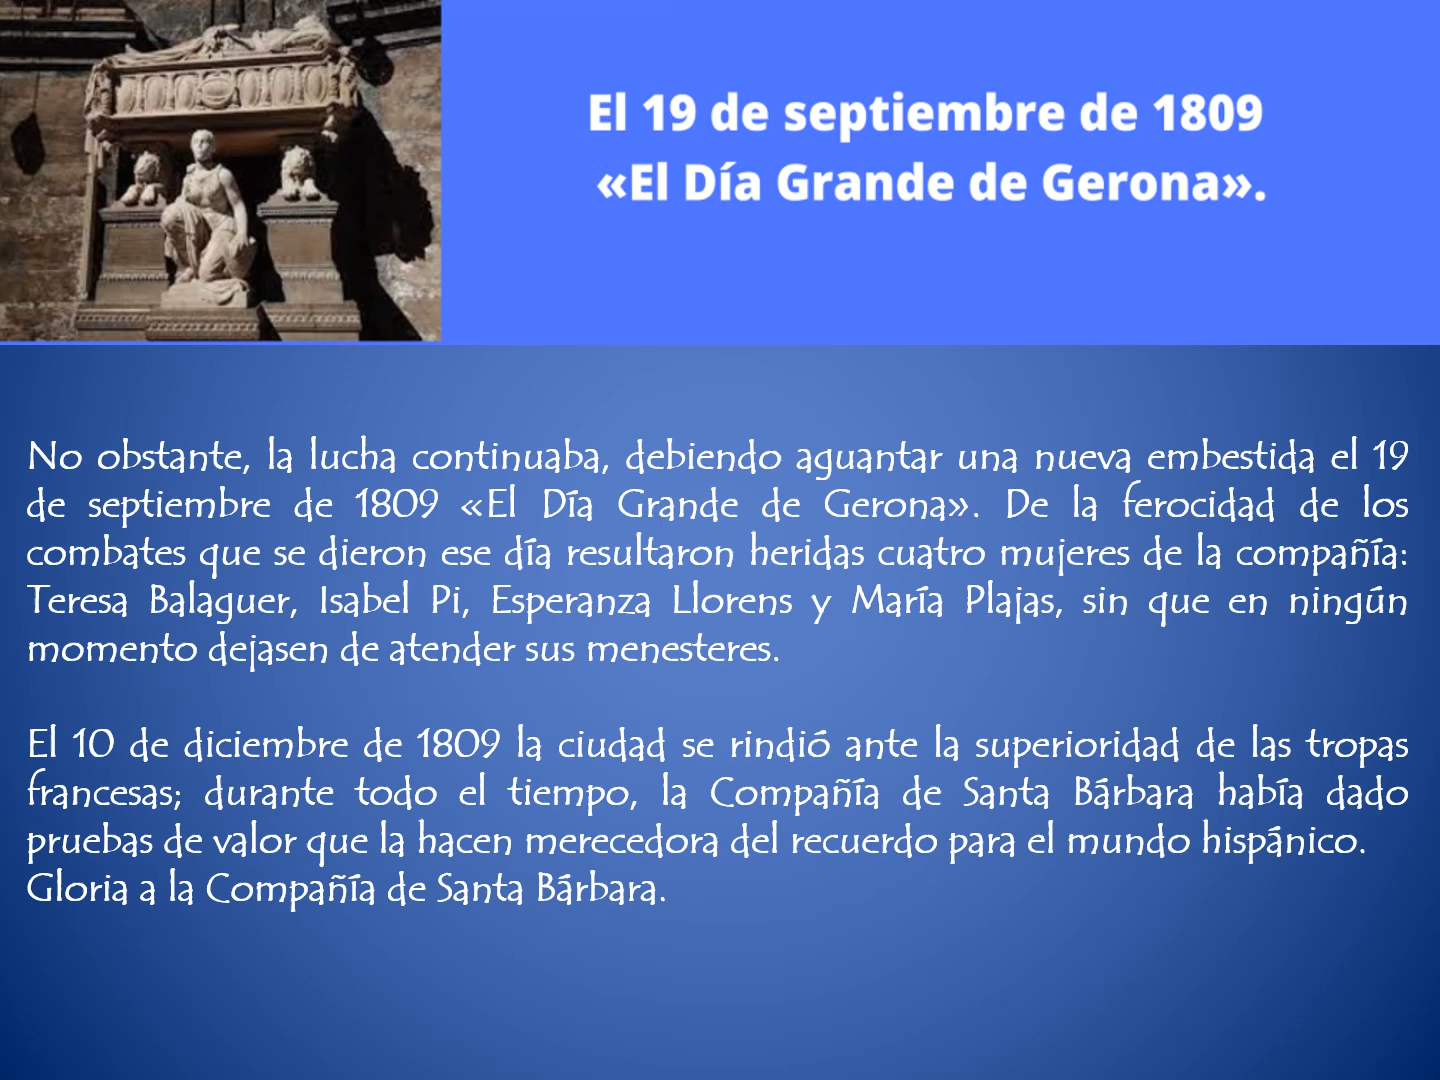 El 19 de septiembre de 1809
«El Día Grande de Gerona».
No obstante, la lucha continuaba, debiendo aguantar una nueva embestida el 19
de septiembre de 1809 «El Día Grande de Gerona». De la ferocidad de los
combates que se dieron ese día resultaron heridas cuatro mujeres de la compañía:
Teresa Balaguer, Isabel Pi, Esperanza Llorens y María Plajas, sin que en ningún
momento dejasen de atender sus menesteres.
El 10 de diciembre de 1809 la ciudad se rindió ante la superioridad de las tropas
francesas; durante todo el tiempo, la Compañía de Santa Bárbara había dado
pruebas de valor que la hacen merecedora del recuerdo para el mundo hispánico.
Gloria a la Compañía de Santa Bárbara.